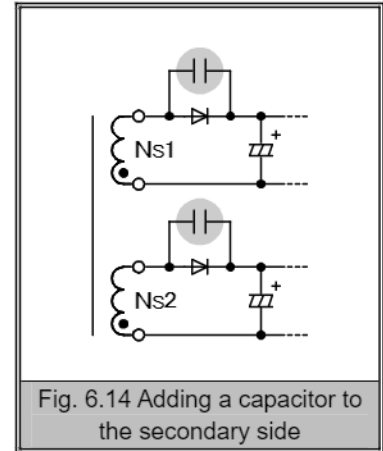 +
Ns1
+
Ns2
Fig. 6.14 Adding a capacitor to
the secondary side